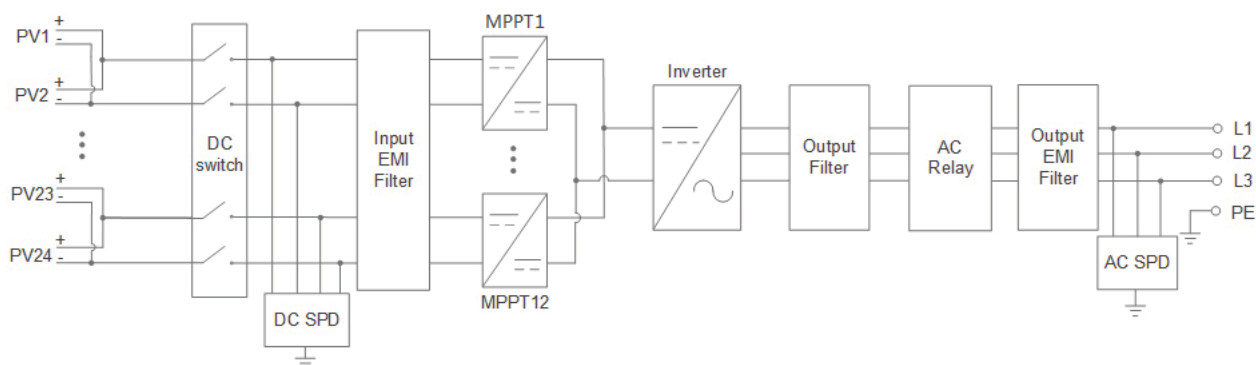 PV1
+
-
PV2
+
-
PV23
+
-
PV24
+
-
DC
switch
DC SPD
Input
EMI
Filter
MPPT1
MPPT12
Inverter
Output
Filter
AC
Relay
Output
EMI
Filter
L1
L2
L3
PE
AC SPD